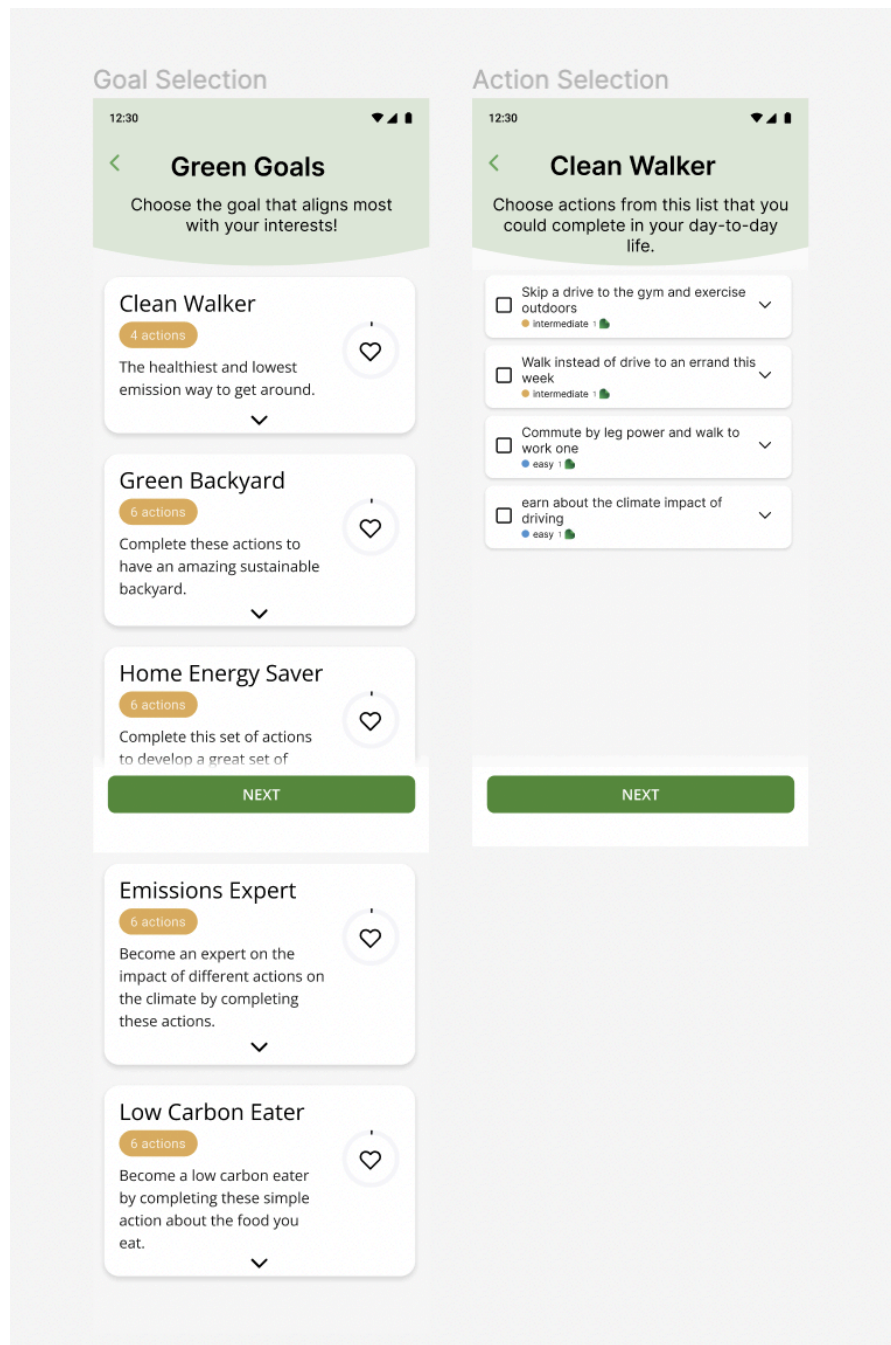 Goal Selection
12:30
Green Goals
Choose the goal that aligns most
with your interests!
Clean Walker
4 actions
The healthiest and lowest
emission way to get around.
Green Backyard
6 actions
Complete these actions to
have an amazing sustainable
backyard.
Home Energy Saver
6 actions
Complete this set of actions
to develop a great set of
NEXT
Emissions Expert
6 actions
Become an expert on the
impact of different actions on
the climate by completing
these actions.
Low Carbon Eater
6 actions
Become a low carbon eater
by completing these simple
action about the food you
eat.
Action Selection
12:30
Clean Walker
Choose actions from this list that you
could complete in your day-to-day
life.
Skip a drive to the gym and exercise
outdoors
intermediate 1
Walk instead of drive to an errand this
week
intermediate 1
Commute by leg power and walk to
work one
easy 1
earn about the climate impact of
driving
easy 1
NEXT